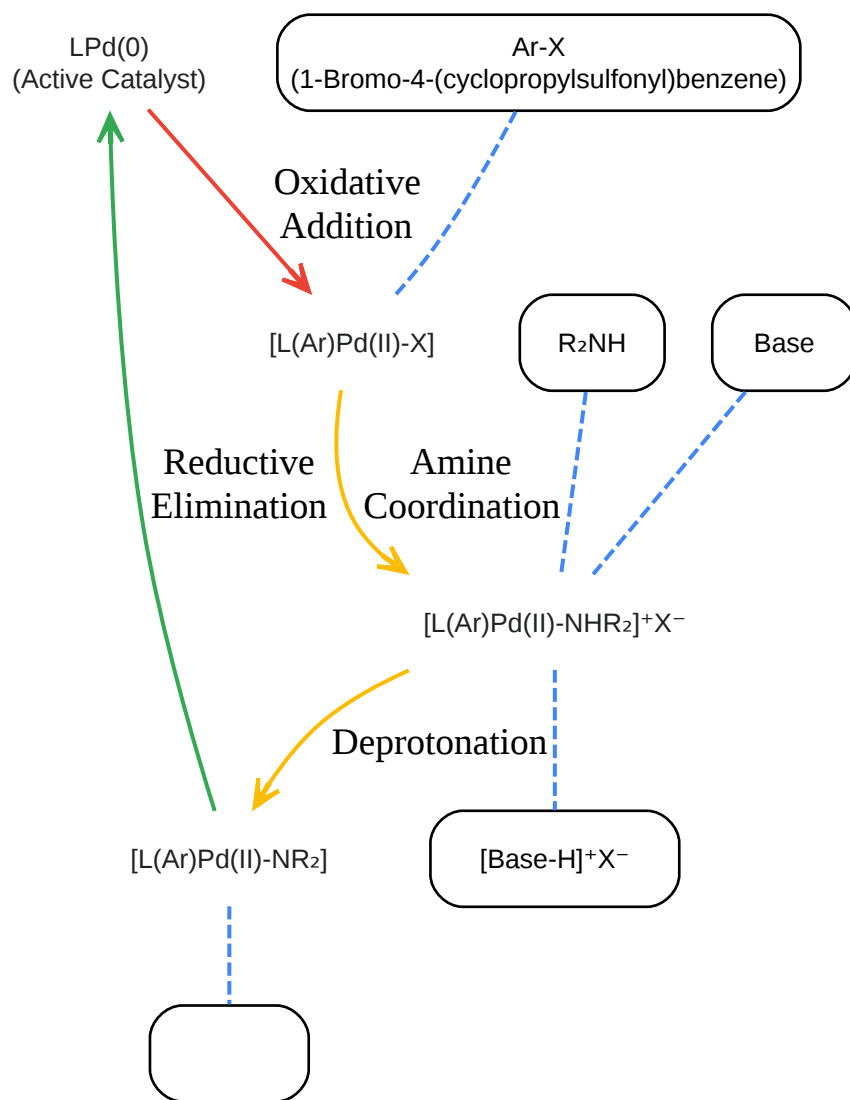 LPd(0)
(Active Catalyst)
Ar-X
(1-Bromo-4-(cyclopropylsulfonyl)benzene)
Oxidative
Addition
[L(Ar)Pd(II)-X]
R₂NH
Base
Reductive
Elimination
Amine
Coordination
[L(Ar)Pd(II)-NHR₂]⁺X⁻
Deprotonation
[L(Ar)Pd(II)-NR₂]
[Base-H]⁺X⁻